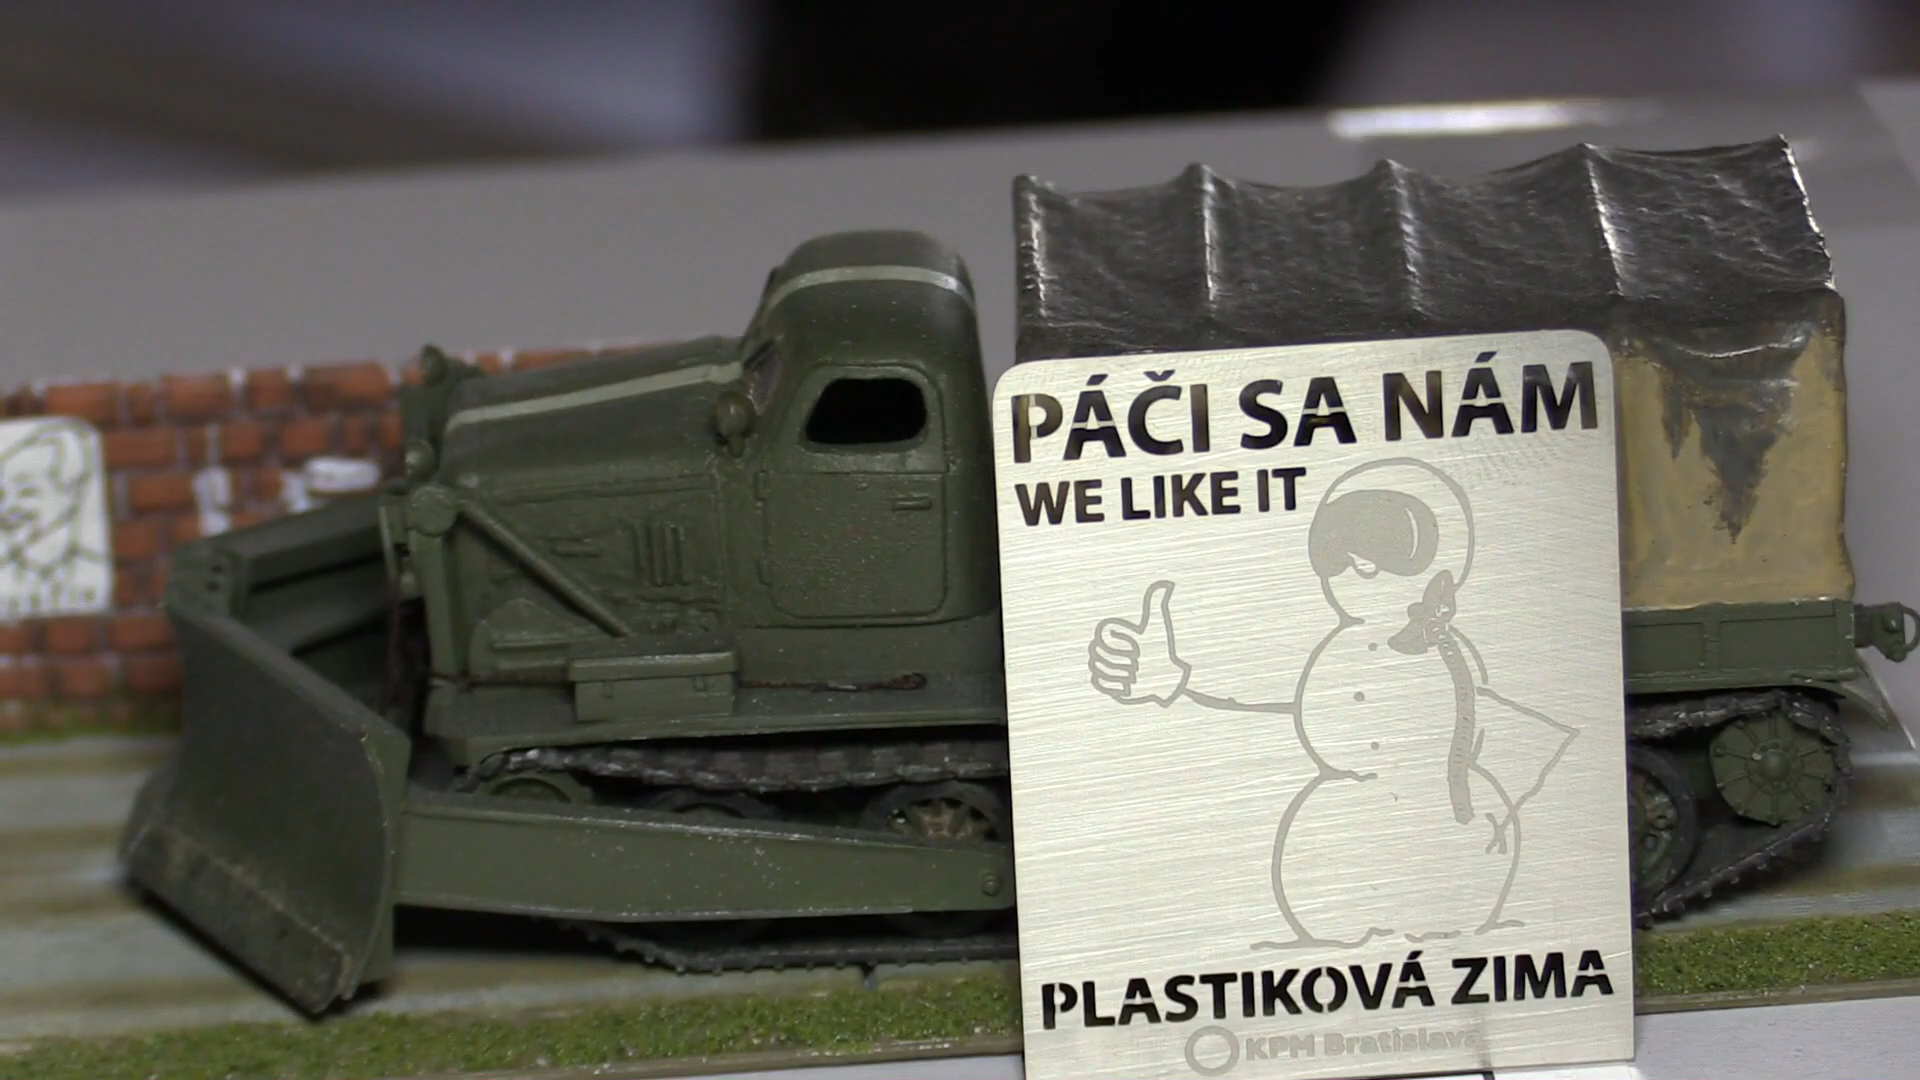 PÁČI SA NÁM
WE LIKE IT
PLASTIKOVÁ ZIMA
KPM Bratislava